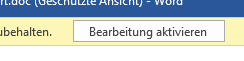 rt.doc (Geschützte Ansicht) - Word
ubehalten. Bearbeitung aktivieren